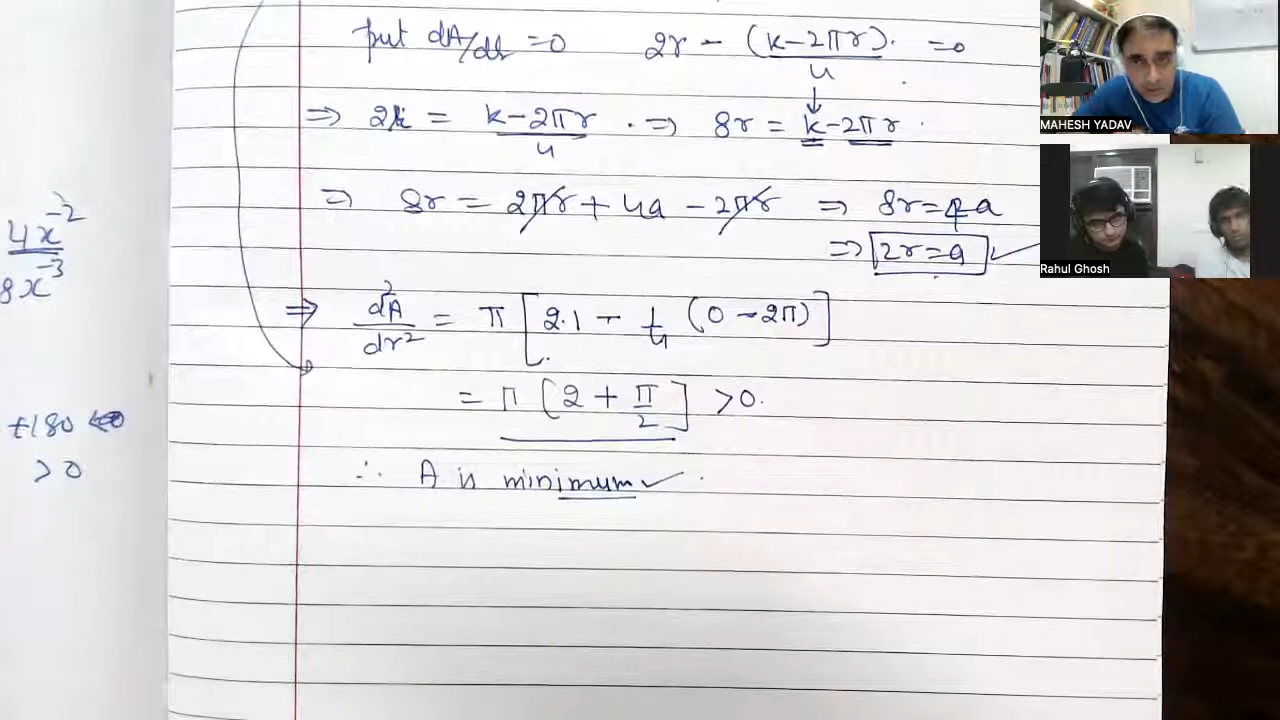 put dA/dr = 0    2r - (k-2πr)/4 = 0
⇒ 2r = (k-2πr)/4 . ⇒ 8r = k-2πr .
⇒ 8r = 2πr + 4a - 2πr ⇒ 8r = 4a
⇒ 2r = a ✓
⇒ d²A/dr² = π [2.1 - 1/4 (0-2π)]
= π [2 + π/2] > 0.
∴ A is minimum ✓ .
4x⁻²
8x⁻³
+180
> 0
MAHESH YADAV
Rahul Ghosh